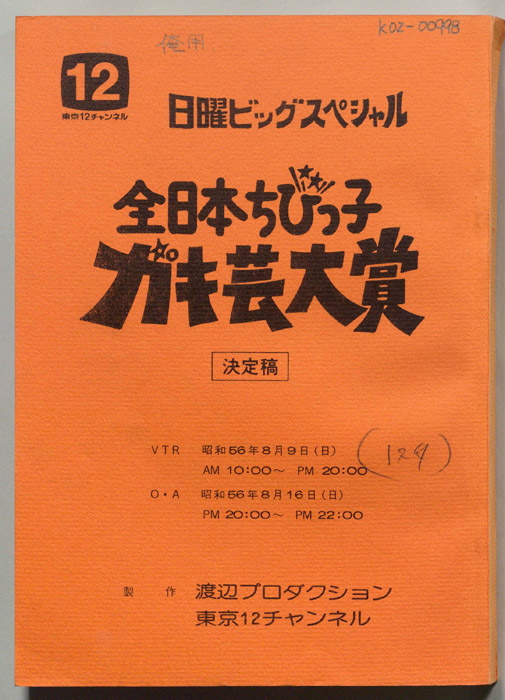 俺用
K02-00998
12
東京12チャンネル
日曜ビッグスペシャル
全日本ちびっ子
ガキ芸大賞
決定稿
VTR 昭和56年8月9日(日)
AM 10:00～ PM 20:00
O・A 昭和56年8月16日(日)
PM 20:00～ PM 22:00
製作 渡辺プロダクション
東京12チャンネル